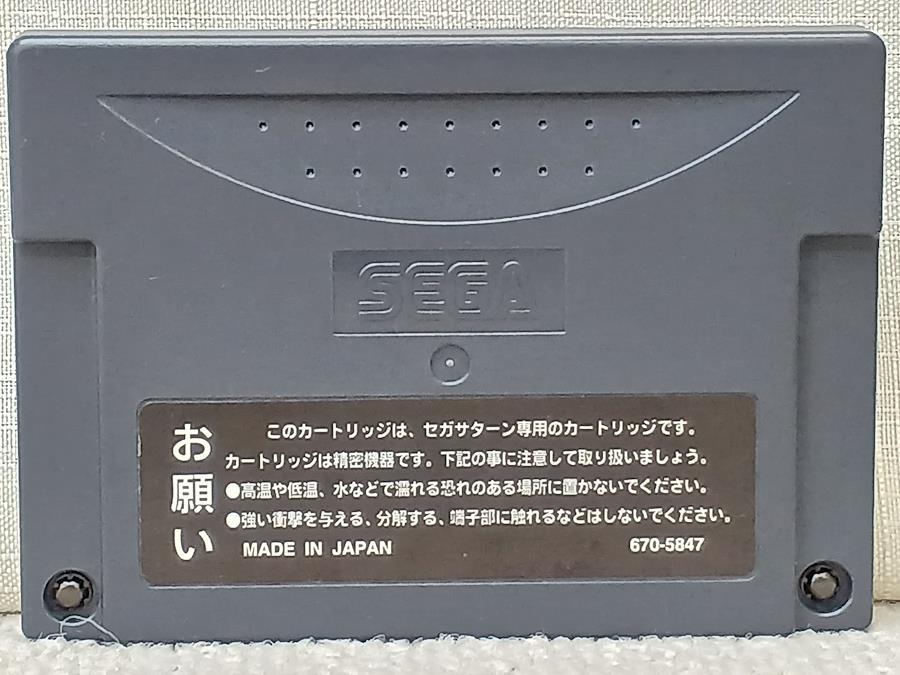 SEGA
お願い
このカートリッジは、セガサターン専用のカートリッジです。
カートリッジは精密機器です。下記の事に注意して取り扱いましょう。
●高温や低温、水などで濡れる恐れのある場所に置かないでください。
●強い衝撃を与える、分解する、端子部に触れるなどはしないでください。
MADE IN JAPAN 670-5847